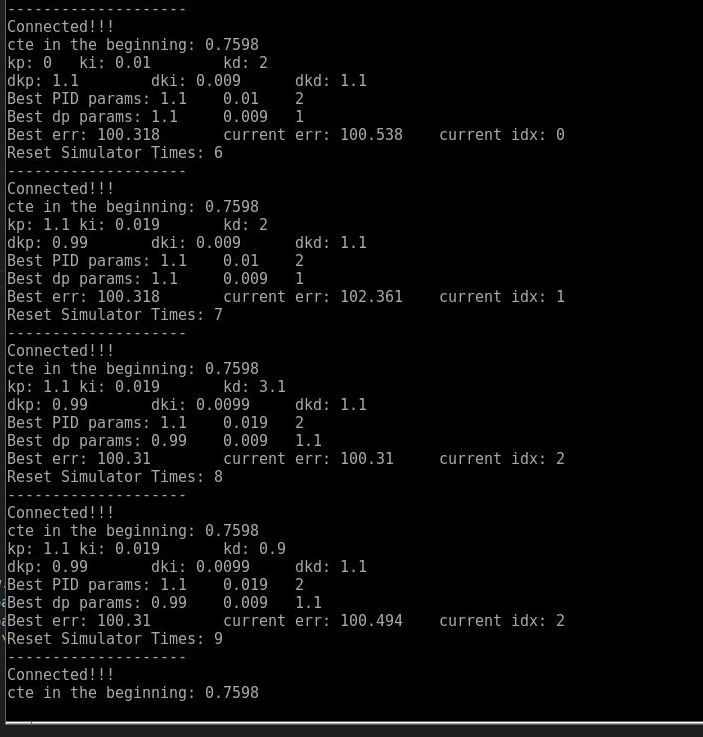 --------------------
Connected!!!
cte in the beginning: 0.7598
kp: 0   ki: 0.01        kd: 2
dkp: 1.1        dki: 0.009      dkd: 1.1
Best PID params: 1.1    0.01    2
Best dp params: 1.1     0.009   1
Best err: 100.318       current err: 100.538    current idx: 0
Reset Simulator Times: 6
--------------------
Connected!!!
cte in the beginning: 0.7598
kp: 1.1 ki: 0.019       kd: 2
dkp: 0.99       dki: 0.009      dkd: 1.1
Best PID params: 1.1    0.01    2
Best dp params: 1.1     0.009   1
Best err: 100.318       current err: 102.361    current idx: 1
Reset Simulator Times: 7
--------------------
Connected!!!
cte in the beginning: 0.7598
kp: 1.1 ki: 0.019       kd: 3.1
dkp: 0.99       dki: 0.0099     dkd: 1.1
Best PID params: 1.1    0.019   2
Best dp params: 0.99    0.009   1.1
Best err: 100.31        current err: 100.31     current idx: 2
Reset Simulator Times: 8
--------------------
Connected!!!
cte in the beginning: 0.7598
kp: 1.1 ki: 0.019       kd: 0.9
dkp: 0.99       dki: 0.0099     dkd: 1.1
Best PID params: 1.1    0.019   2
Best dp params: 0.99    0.009   1.1
Best err: 100.31        current err: 100.494    current idx: 2
Reset Simulator Times: 9
--------------------
Connected!!!
cte in the beginning: 0.7598